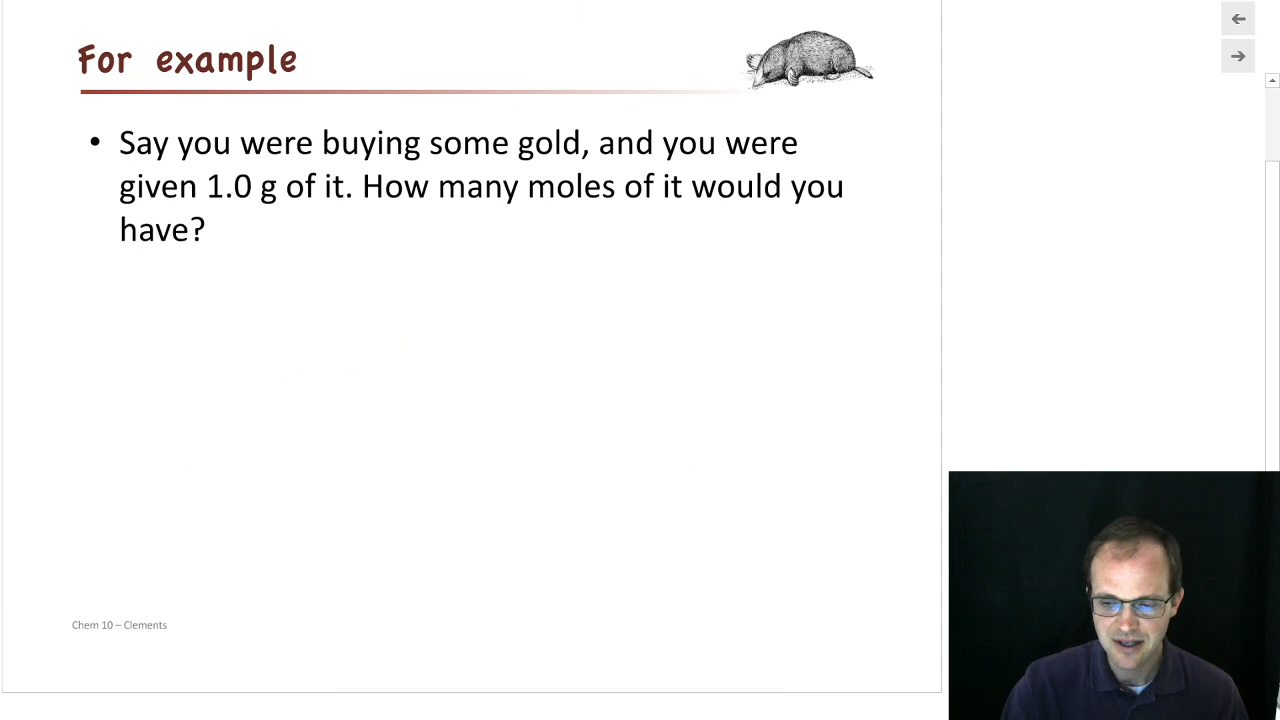 For example
• Say you were buying some gold, and you were
given 1.0 g of it. How many moles of it would you
have?
Chem 10 – Clements